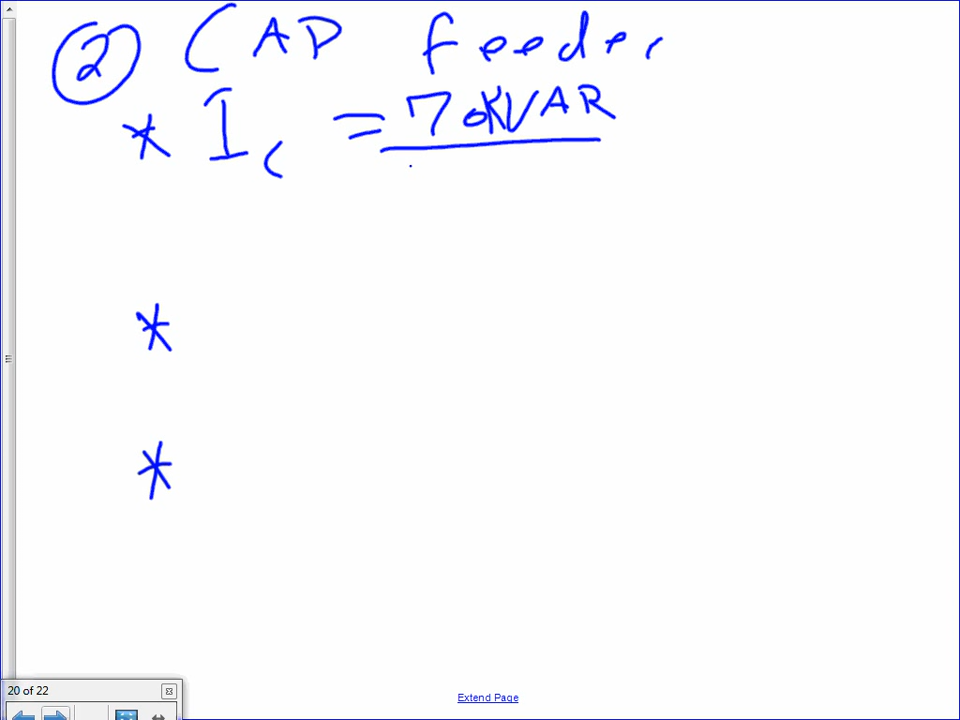 ② CAP feeder
* I_C = 70KVAR
*
*
20 of 22
Extend Page